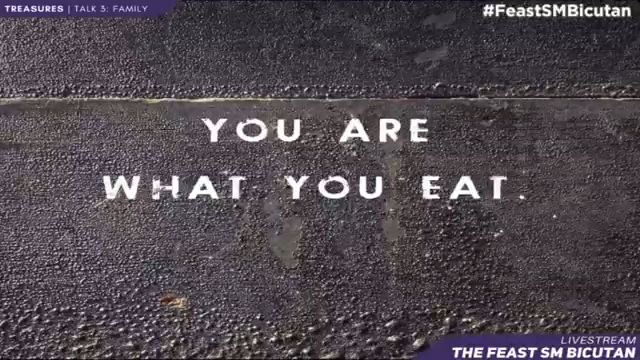 TREASURES | TALK 3: FAMILY
#FeastSMBicutan
YOU ARE
WHAT YOU EAT.
LIVESTREAM
THE FEAST SM BICUTAN